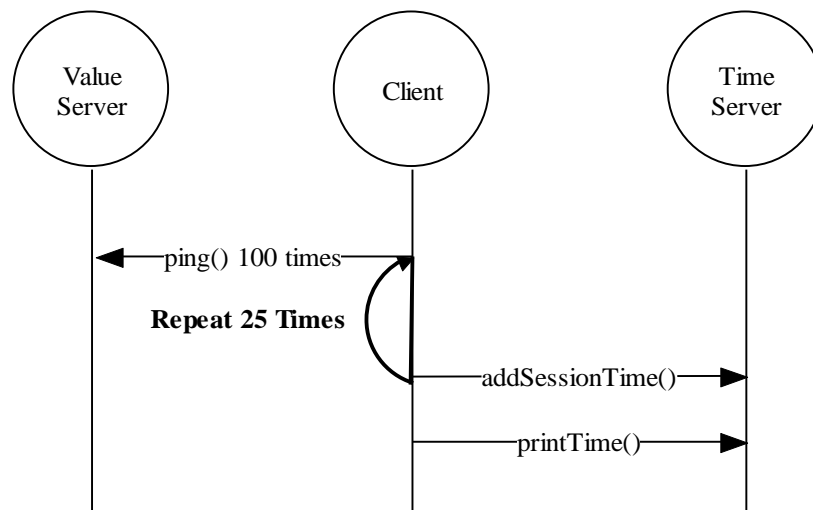 Value
Server
Client
Time
Server
ping() 100 times
Repeat 25 Times
addSessionTime()
printTime()